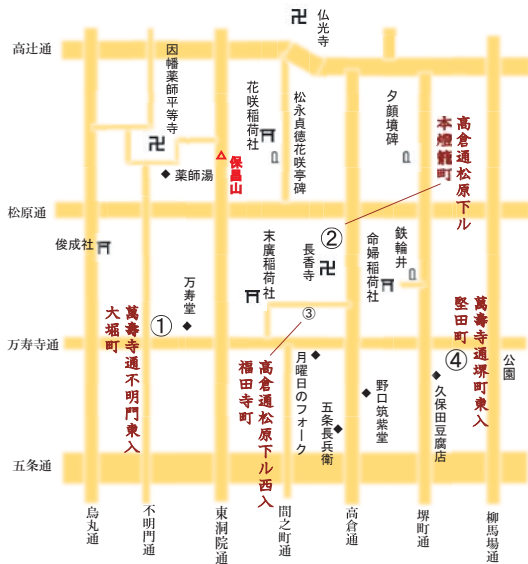 仏光寺
高辻通
因幡薬師平等寺
花咲稲荷社
松永貞徳花咲亭碑
夕顔墳碑
高倉通松原下ル
本燈籠町
保昌山
薬師湯
松原通
俊成社
末廣稲荷社
長香寺
②
命婦稲荷社
鉄輪井
万寿堂
①
③
萬壽寺通不明門東入
大堀町
萬壽寺通堺町東入
堅田町
④
公園
万寿寺通
高倉通松原下ル西入
福田寺町
月曜日のフォーク
五条長兵衛
野口筑紫堂
久保田豆腐店
五条通
烏丸通
不明門通
東洞院通
間之町通
高倉通
堺町通
柳馬場通